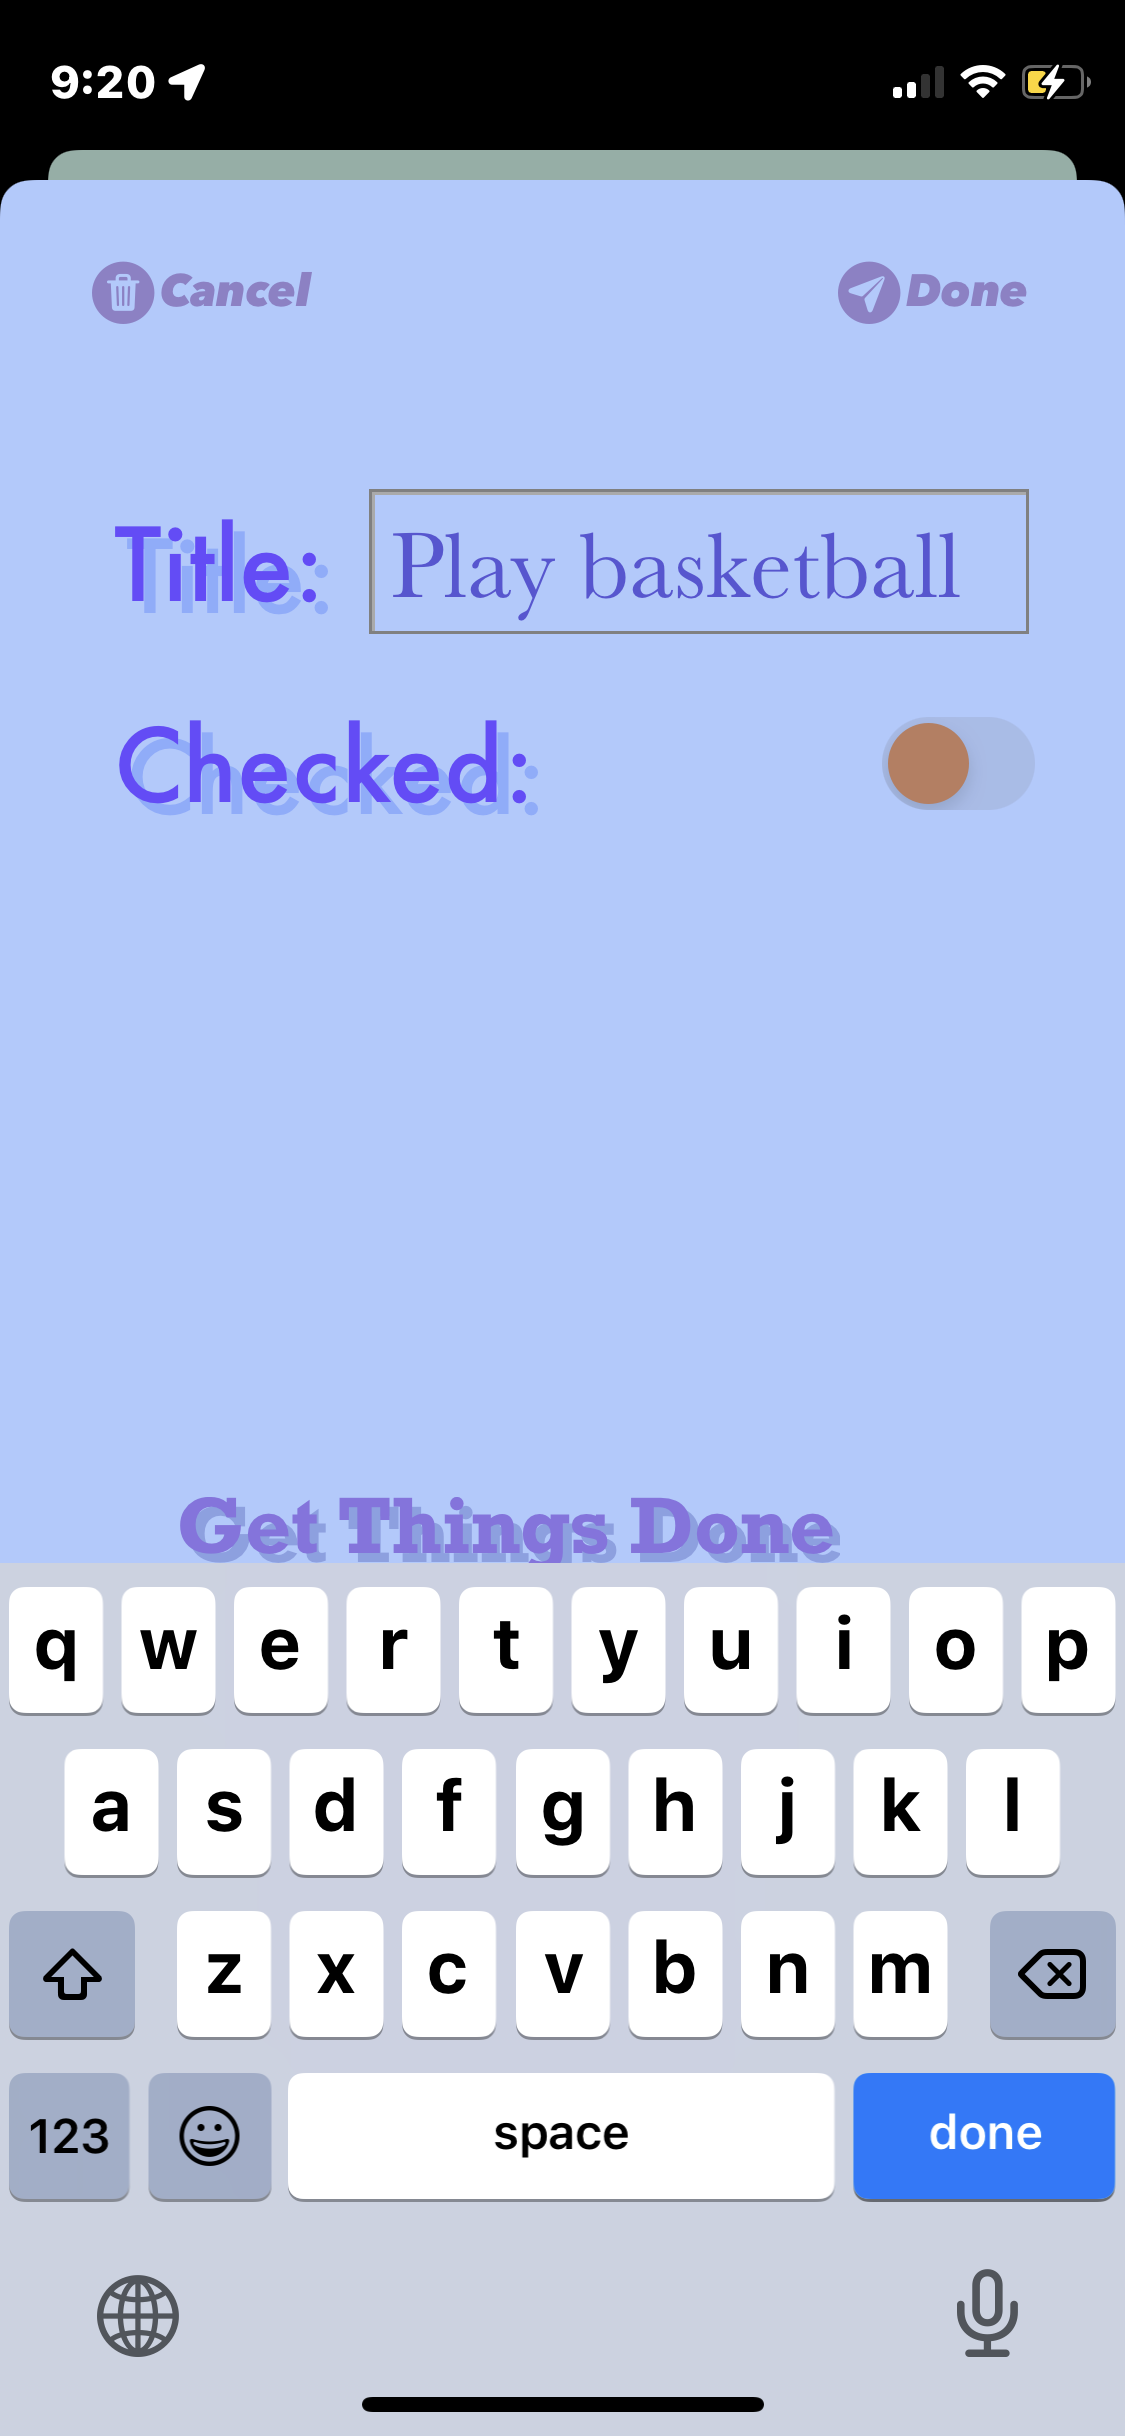 9:20
Cancel Done
Title: Play basketball
Checked:
Get Things Done
q w e r t y u i o p
a s d f g h j k l
z x c v b n m
123 space done